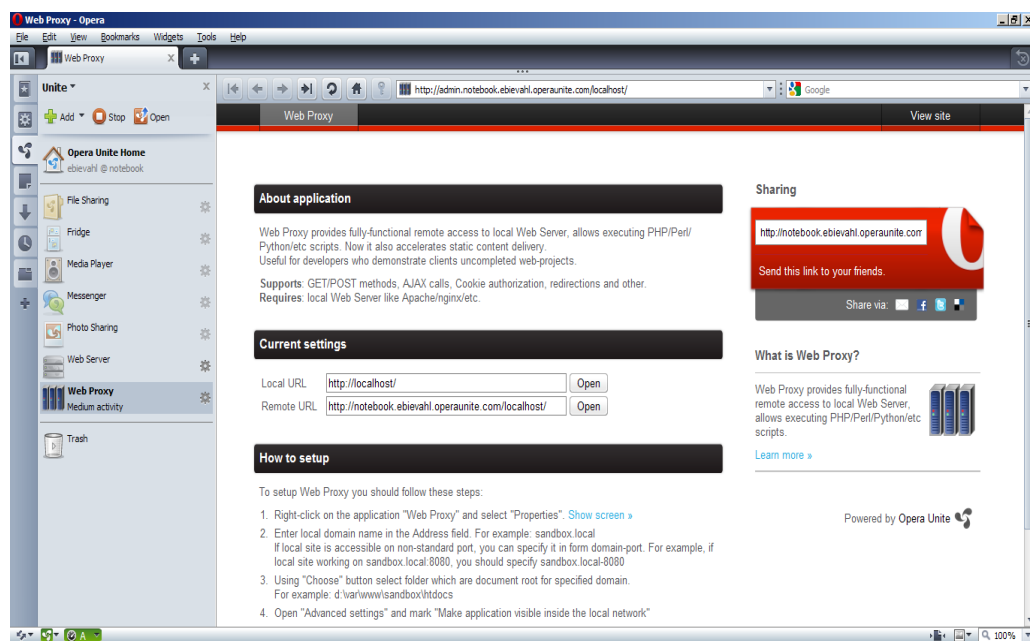 Web Proxy - Opera
File Edit View Bookmarks Widgets Tools Help
Web Proxy
Unite
http://admin.notebook.ebievahl.operaunite.com/localhost/
Google
Add Stop Open
Web Proxy
View site
Opera Unite Home
ebievahl @ notebook
File Sharing
Fridge
Media Player
Messenger
Photo Sharing
Web Server
Web Proxy
Medium activity
Trash
About application
Web Proxy provides fully-functional remote access to local Web Server, allows executing PHP/Perl/
Python/etc scripts. Now it also accelerates static content delivery.
Useful for developers who demonstrate clients uncompleted web-projects.
Supports: GET/POST methods, AJAX calls, Cookie authorization, redirections and other.
Requires: local Web Server like Apache/nginx/etc.
Current settings
Local URL http://localhost/ Open
Remote URL http://notebook.ebievahl.operaunite.com/localhost/ Open
How to setup
To setup Web Proxy you should follow these steps:
1. Right-click on the application "Web Proxy" and select "Properties". Show screen »
2. Enter local domain name in the Address field. For example: sandbox.local
If local site is accessible on non-standard port, you can specify it in form domain-port. For example, if
local site working on sandbox.local:8080, you should specify sandbox.local-8080
3. Using "Choose" button select folder which are document root for specified domain.
For example: d:\var\www\sandbox\htdocs
4. Open "Advanced settings" and mark "Make application visible inside the local network"
Sharing
http://notebook.ebievahl.operaunite.com
Send this link to your friends.
Share via:
What is Web Proxy?
Web Proxy provides fully-functional
remote access to local Web Server,
allows executing PHP/Perl/Python/etc
scripts.
Learn more »
Powered by Opera Unite
A
100%